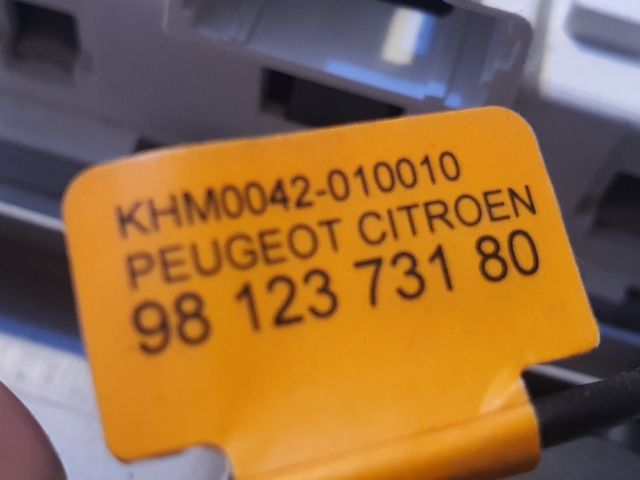 KHM0042-010010
PEUGEOT CITROEN
98 123 731 80